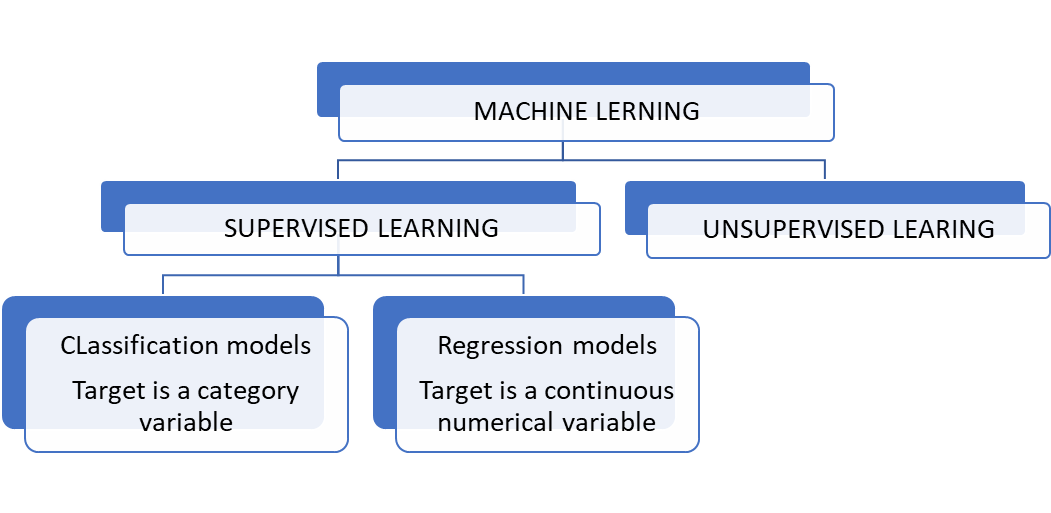 MACHINE LERNING
SUPERVISED LEARNING
UNSUPERVISED LEARING
CLassification models
Target is a category
variable
Regression models
Target is a continuous
numerical variable